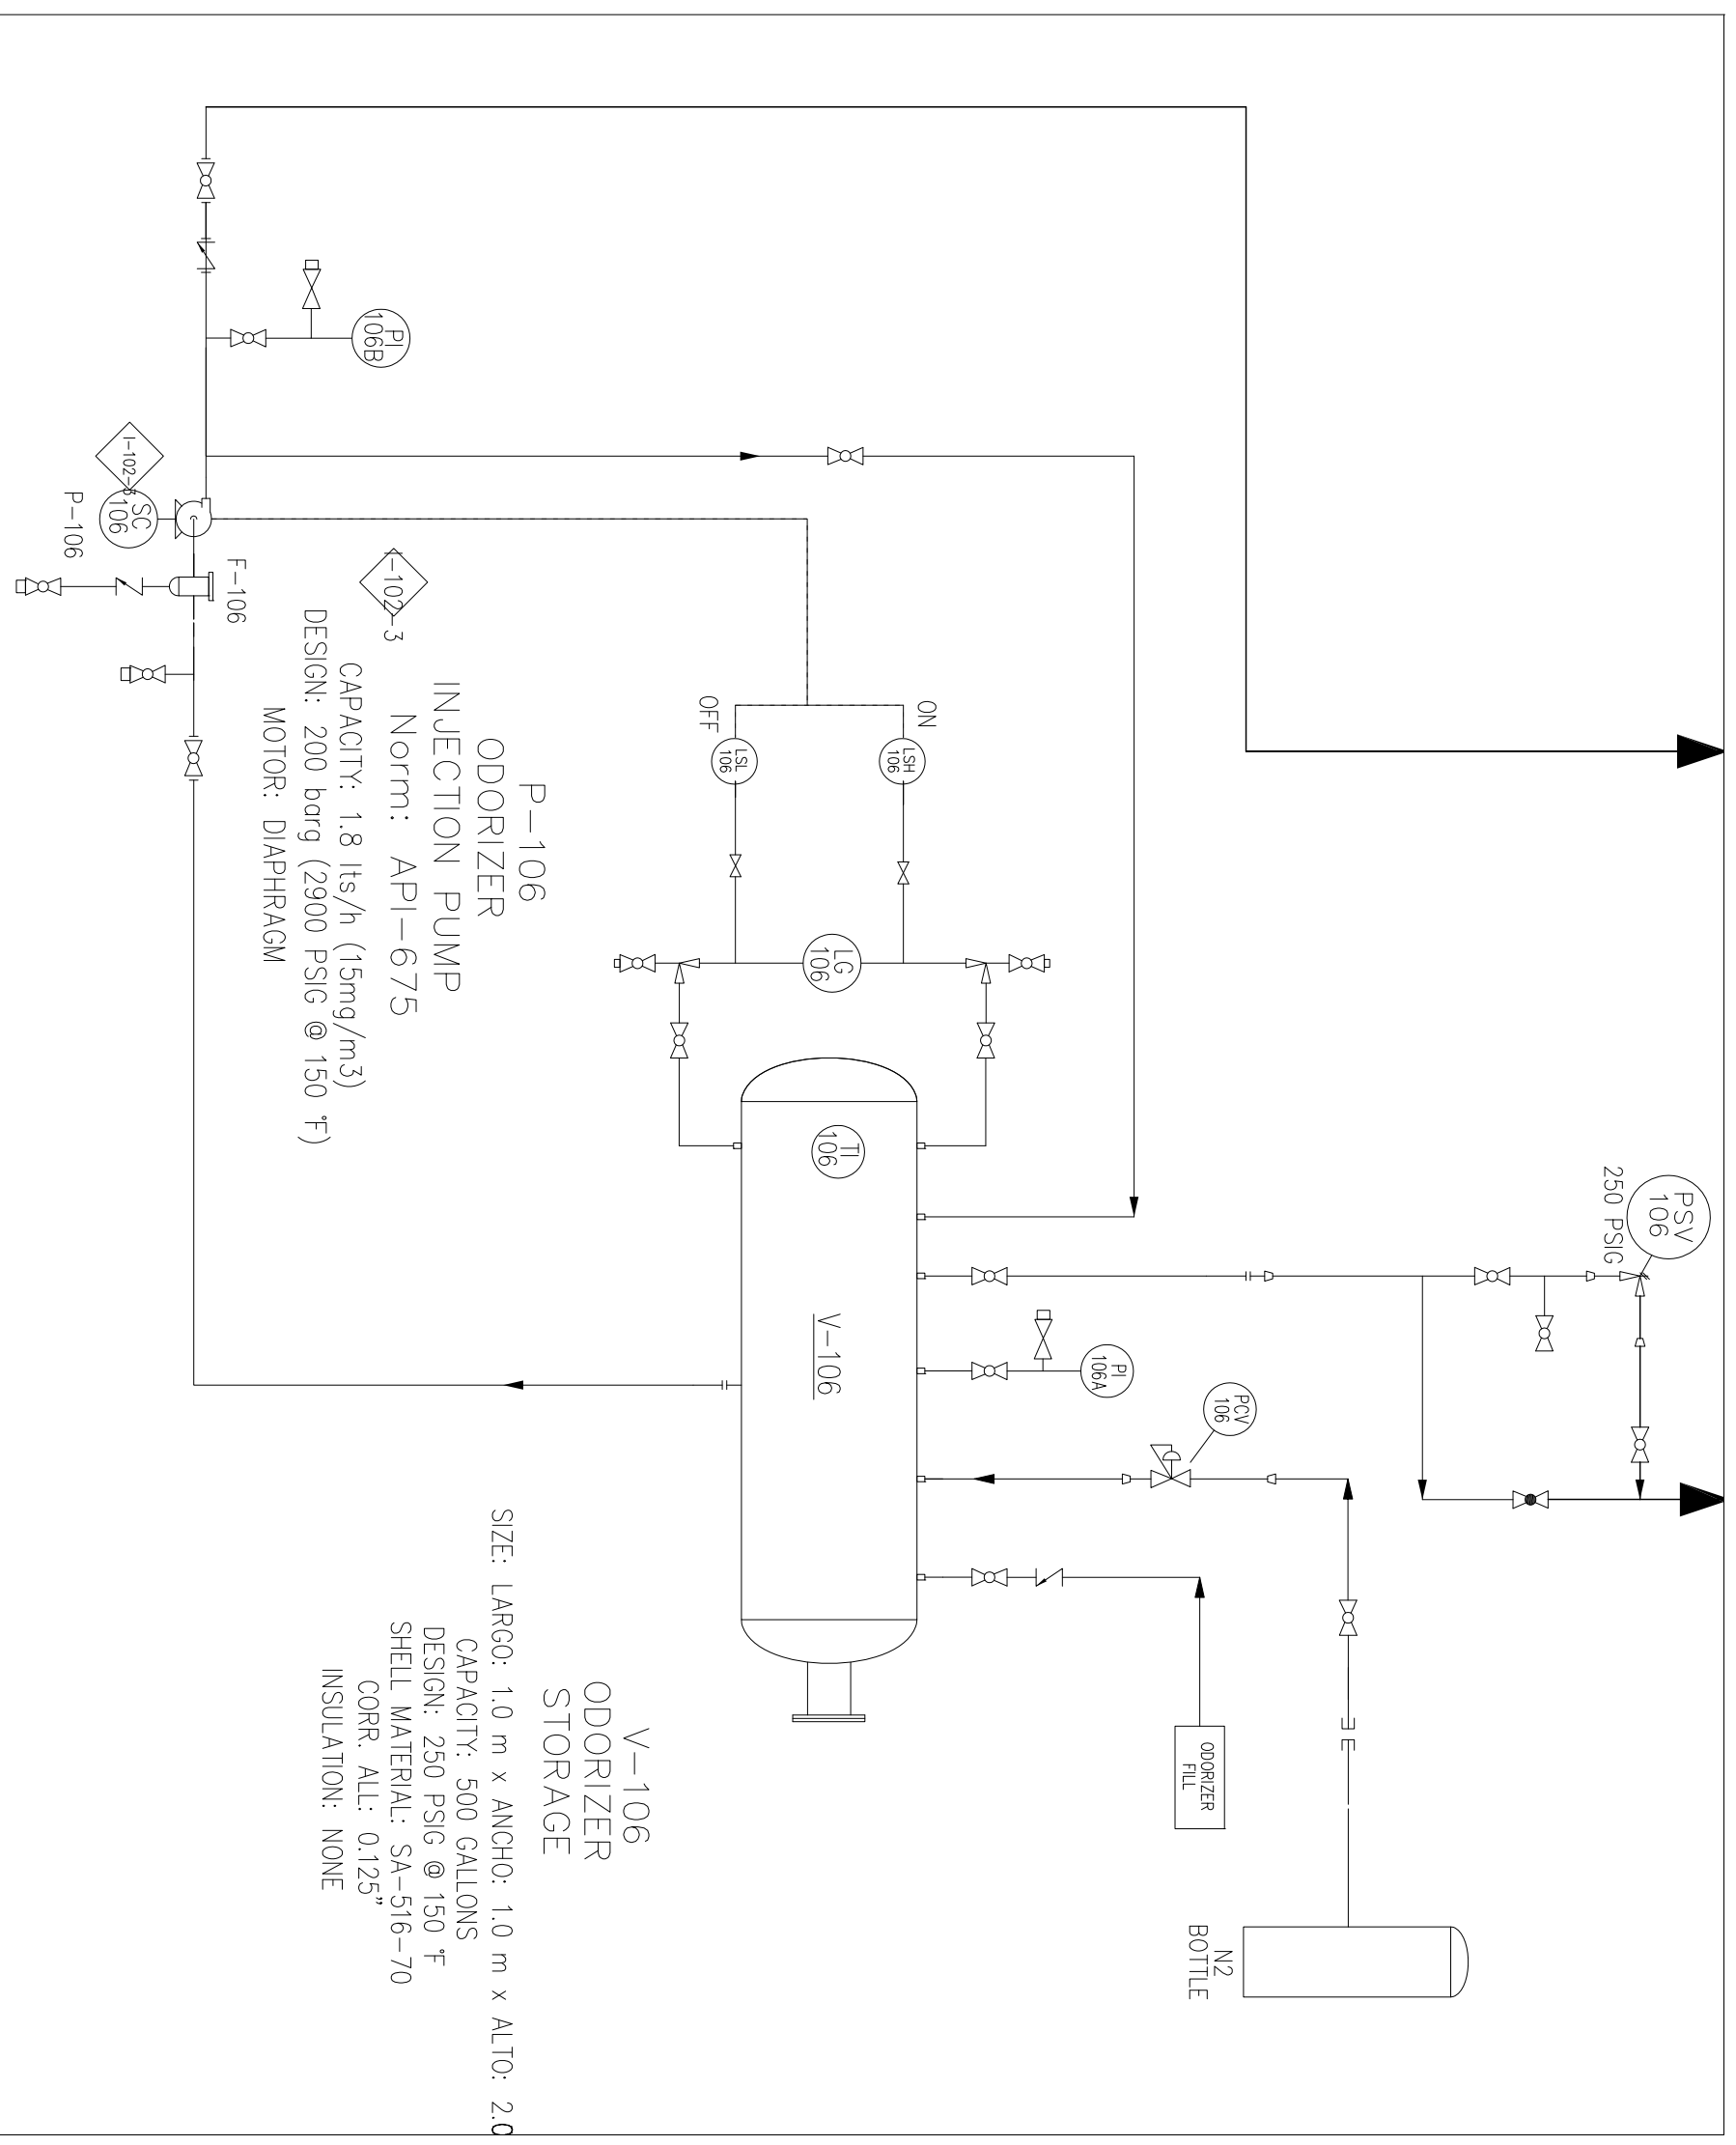 PSV
106
250 PSIG
PCV
106
PI
106A
N2
BOTTLE
ODORIZER
FILL
ON
LSH
106
OFF
LSL
106
LG
106
TI
106
V-106
PI
106B
I-102-3
SC
106
P-106
F-106
I-102-3
P-106
ODORIZER
INJECTION PUMP
Norm: API-675
CAPACITY: 1.8 lts/h (15mg/m3)
DESIGN: 200 barg (2900 PSIG @ 150 °F)
MOTOR: DIAPHRAGM
V-106
ODORIZER
STORAGE
SIZE: LARGO: 1.0 m x ANCHO: 1.0 m x ALTO: 2.0
CAPACITY: 500 GALLONS
DESIGN: 250 PSIG @ 150 °F
SHELL MATERIAL: SA-516-70
CORR. ALL: 0.125"
INSULATION: NONE